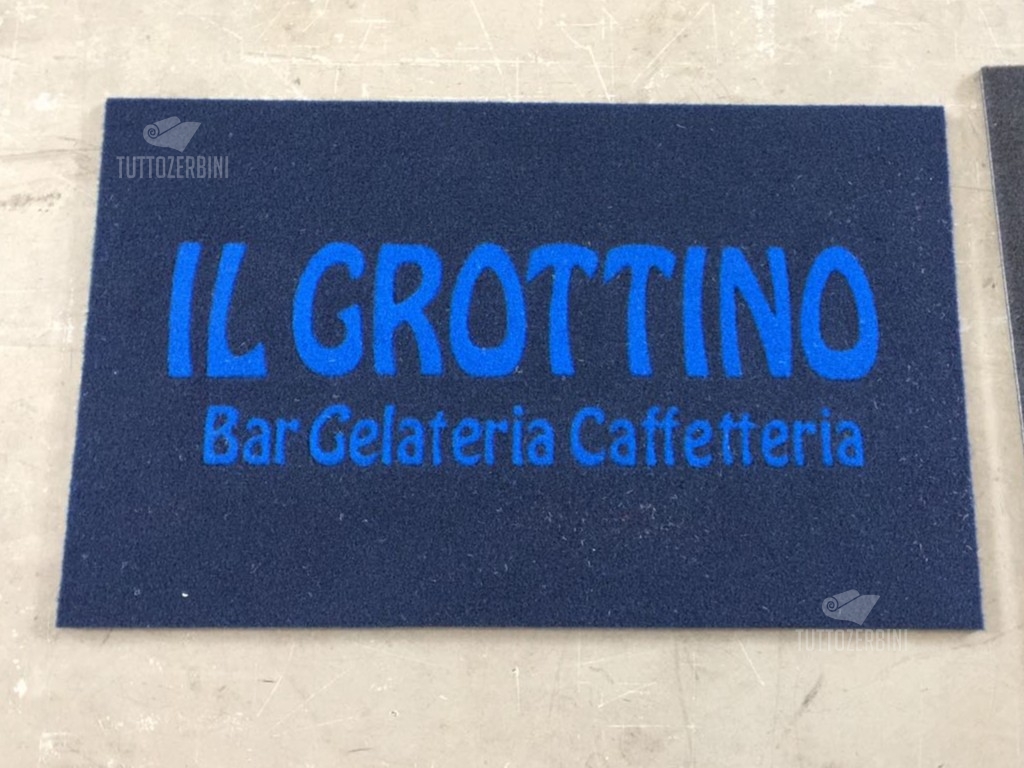 TUTTOZERBINI
IL GROTTINO
Bar Gelateria Caffetteria
TUTTOZERBINI